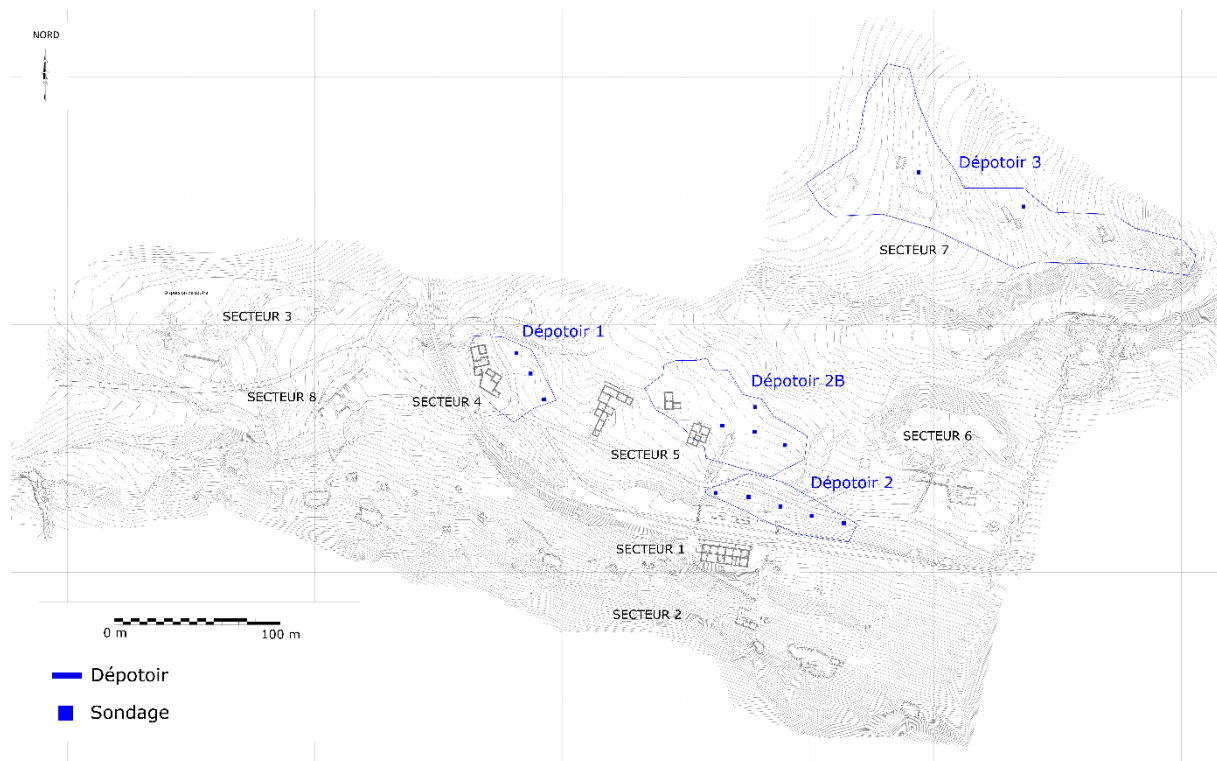 NORD
Dépotoir 3
SECTEUR 7
SECTEUR 3
Dépotoir 1
Dépotoir 2B
SECTEUR 8
SECTEUR 4
SECTEUR 6
SECTEUR 5
Dépotoir 2
SECTEUR 1
SECTEUR 2
0 m
100 m
Dépotoir
Sondage